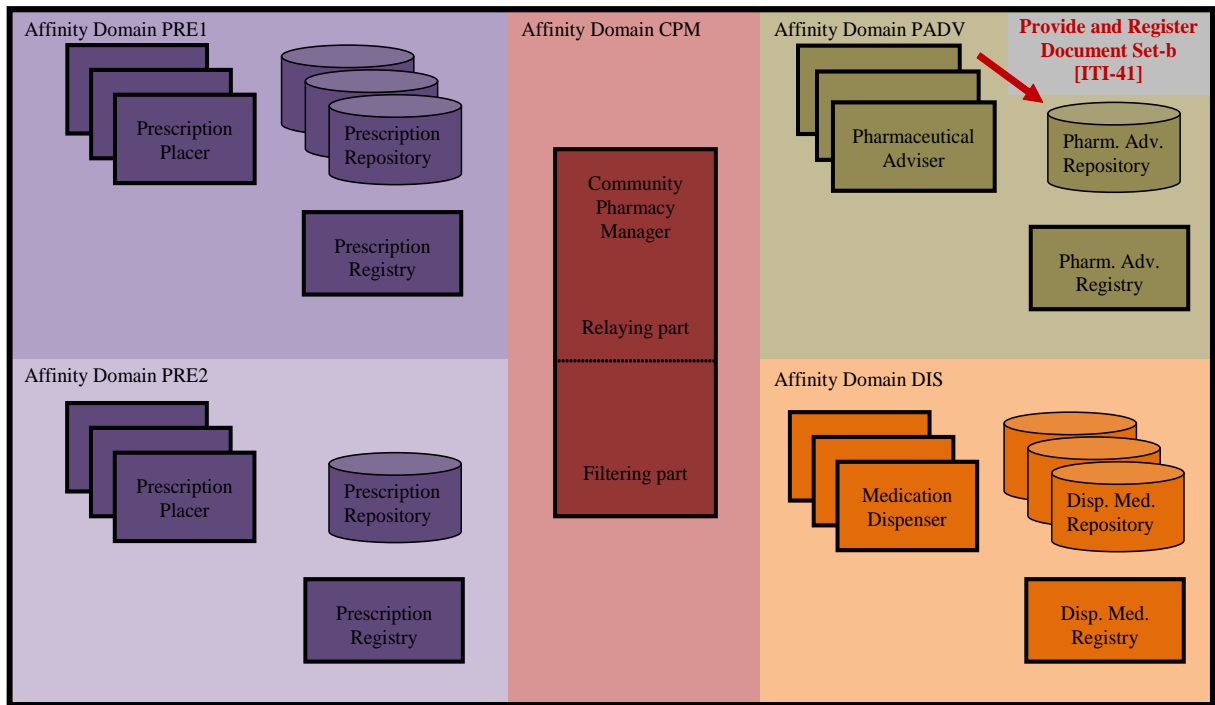 Affinity Domain PRE1
Prescription
Placer
Prescription
Repository
Prescription
Registry
Affinity Domain CPM
Community
Pharmacy
Manager
Relaying part
Filtering part
Affinity Domain PADV
Provide and Register
Document Set-b
[ITI-41]
Pharmaceutical
Adviser
Pharm. Adv.
Repository
Pharm. Adv.
Registry
Affinity Domain PRE2
Prescription
Placer
Prescription
Repository
Prescription
Registry
Affinity Domain DIS
Medication
Dispenser
Disp. Med.
Repository
Disp. Med.
Registry